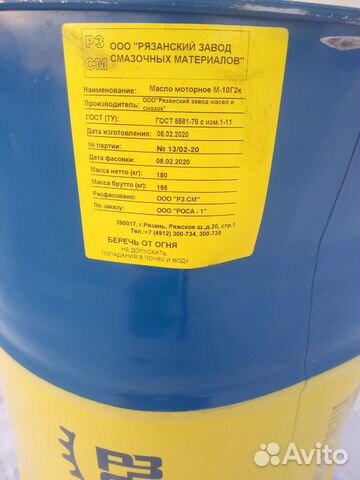 РЗ
СМ
ООО "РЯЗАНСКИЙ ЗАВОД
СМАЗОЧНЫХ МАТЕРИАЛОВ"
Наименование: Масло моторное М-10Г2к
Производитель: ООО"Рязанский завод масел и
смазок"
ГОСТ (ТУ): ГОСТ 8581-78 с изм.1-11
Дата изготовления: 08.02.2020
№ партии: № 13/02-20
Дата фасовки: 08.02.2020
Масса нетто (кг): 180
Масса брутто (кг): 195
Расфасовано: ООО "РЗ СМ"
По заказу: ООО "РОСА - 1"
390017, г.Рязань, Ряжское ш.,д.20, стр.1
Тел.:+7 (4912) 300-734, 300-738
БЕРЕЧЬ ОТ ОГНЯ
НЕ ДОПУСКАТЬ
ПОПАДАНИЯ В ПОЧВУ И ВОДУ
РЗ
СМ
Avito